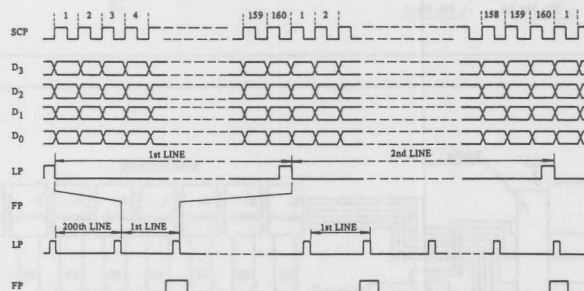 1 2 3 4 159 160 1 2 158 159 160 1
SCP
D3
D2
D1
D0
1st LINE 2nd LINE
LP
FP
200th LINE 1st LINE 1st LINE
LP
FP